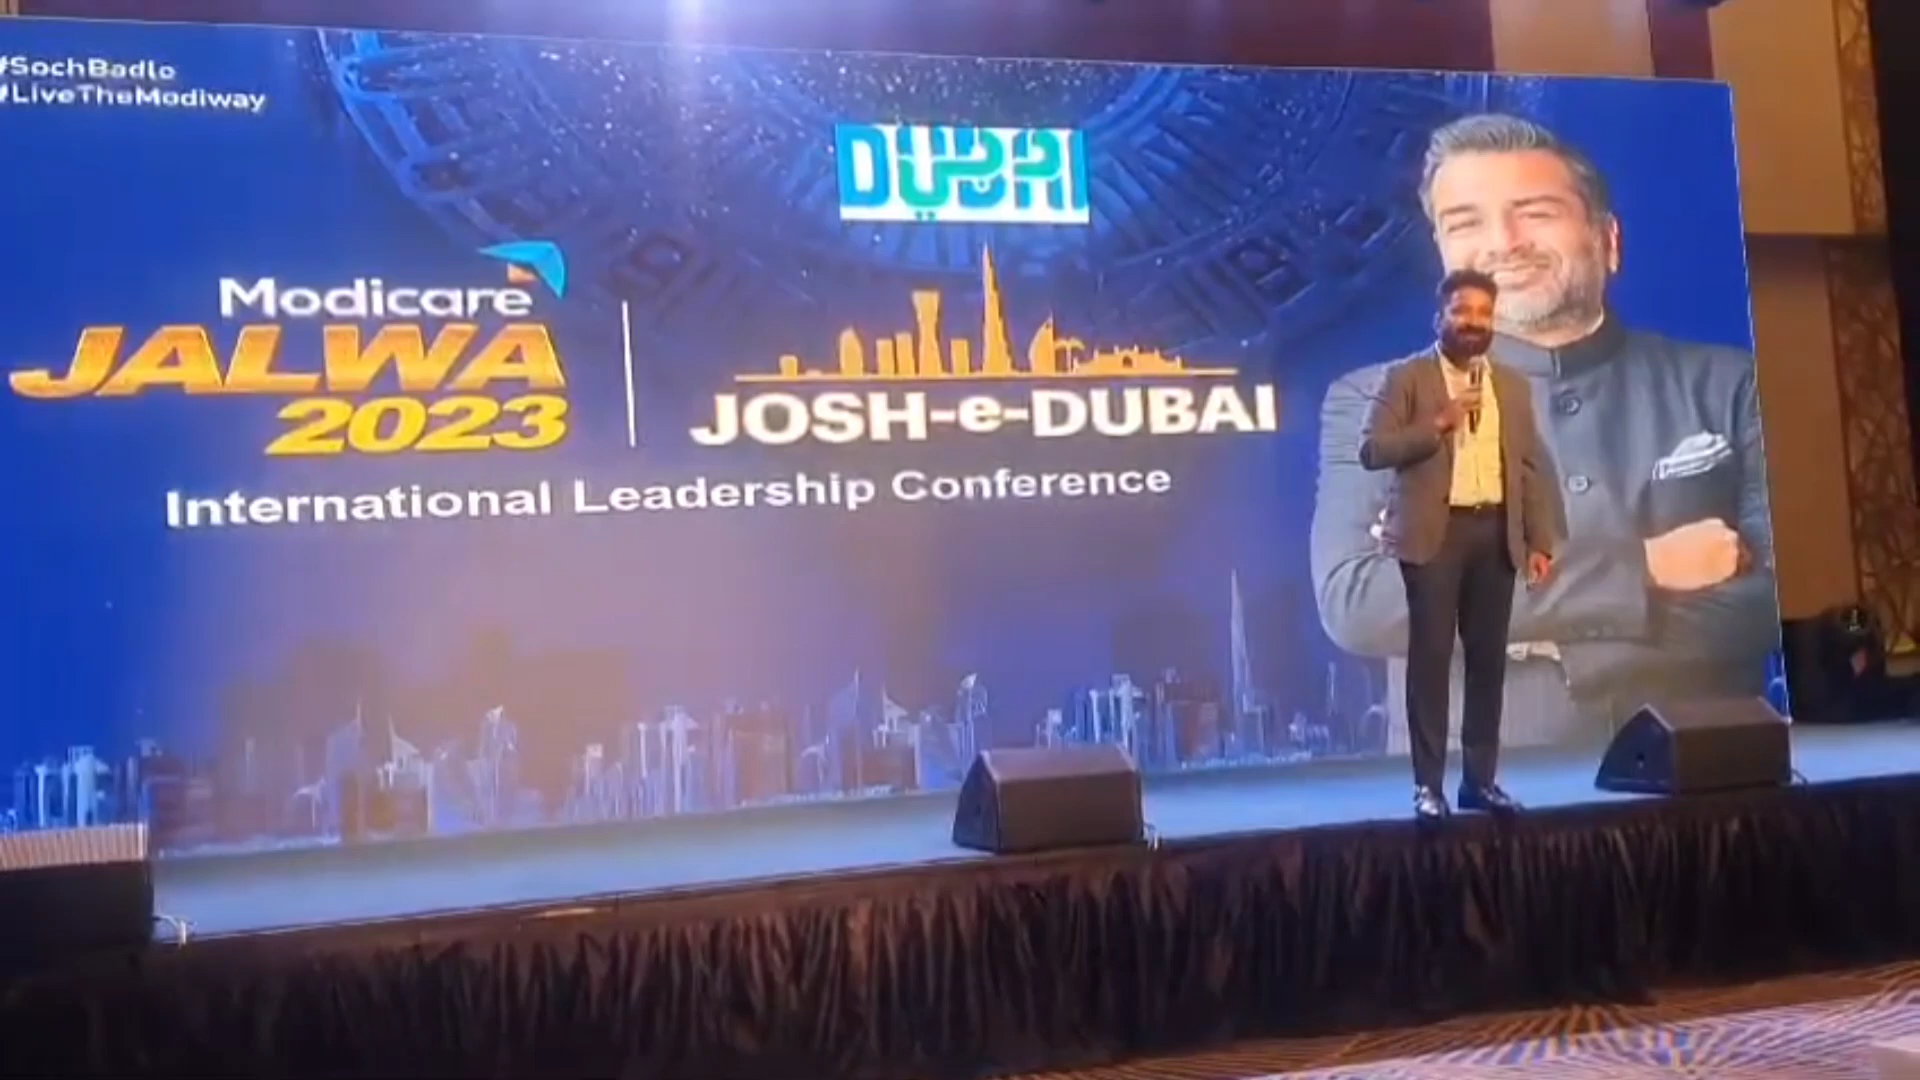 #SochBadlo
#LiveTheModiway
DUBAI
Modicare
JALWA
2023
JOSH-e-DUBAI
International Leadership Conference